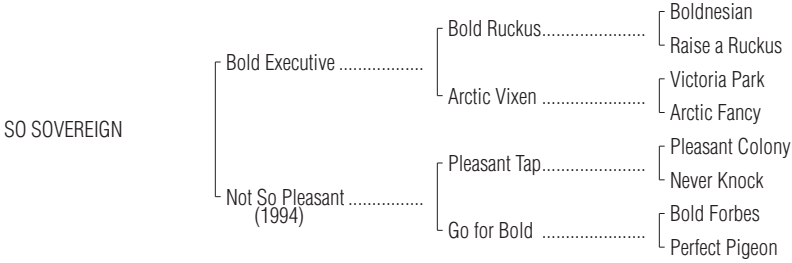 Boldnesian
Bold Ruckus......................
Raise a Ruckus
Bold Executive ..................
Victoria Park
Arctic Vixen ......................
Arctic Fancy
SO SOVEREIGN
Pleasant Colony
Pleasant Tap......................
Never Knock
Not So Pleasant ................
(1994)
Bold Forbes
Go for Bold ......................
Perfect Pigeon